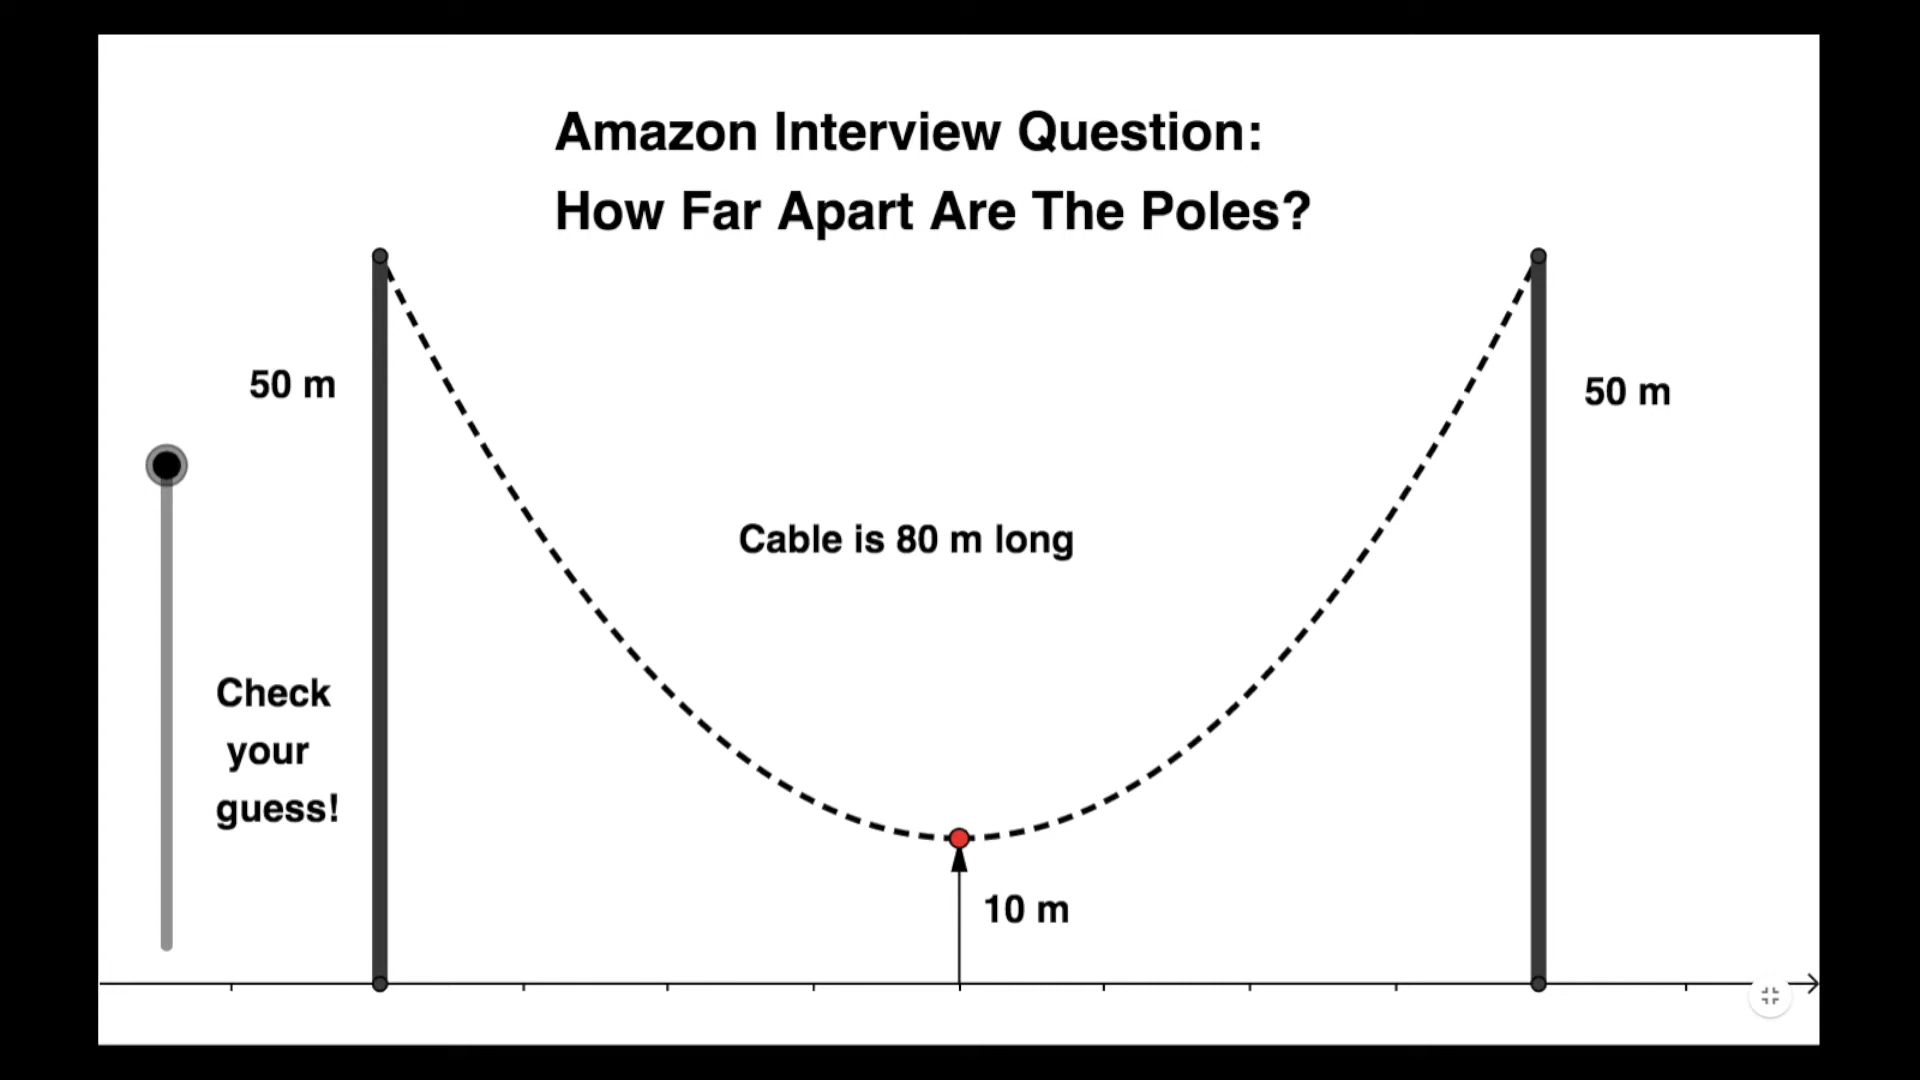 Amazon Interview Question:
How Far Apart Are The Poles?
50 m
50 m
Cable is 80 m long
Check
your
guess!
10 m